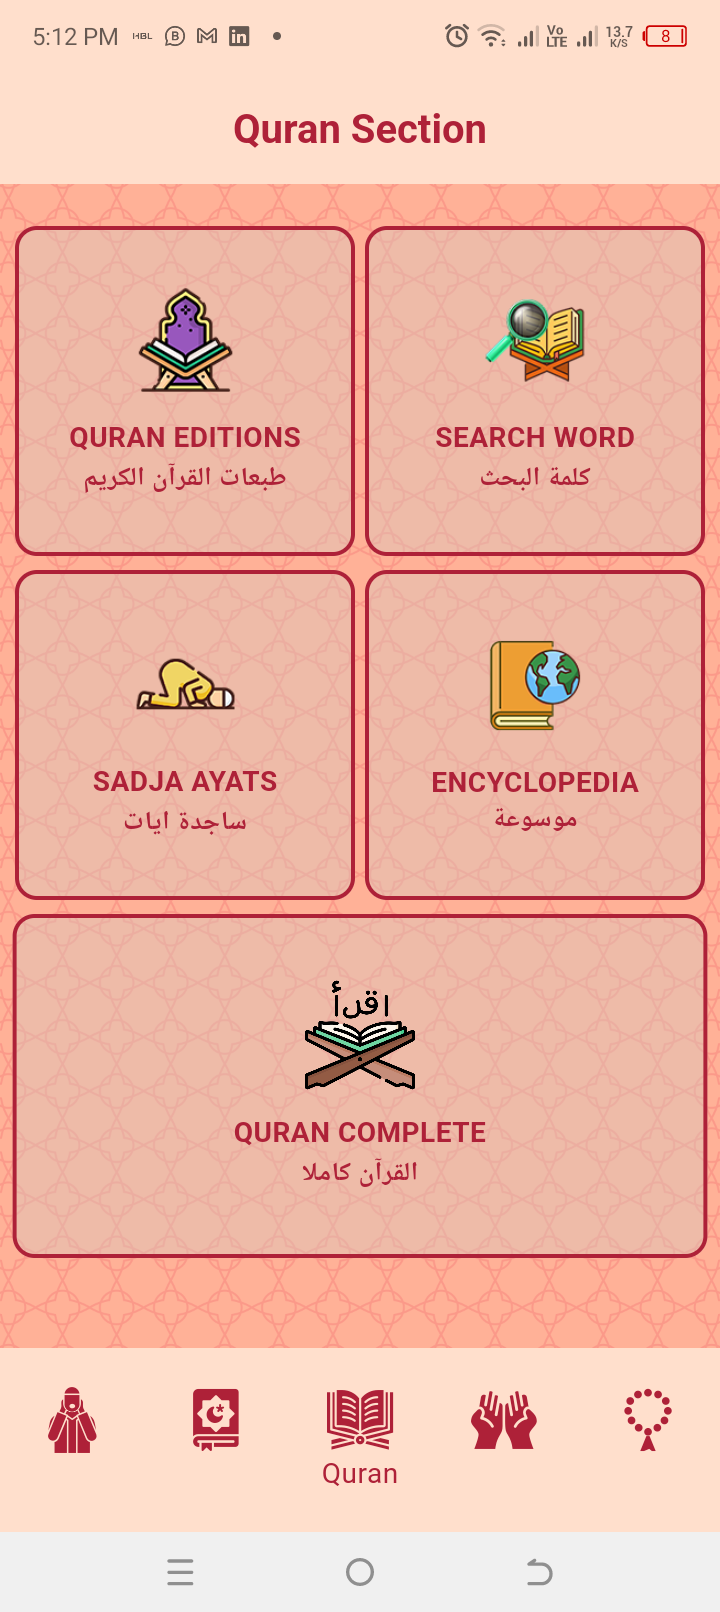 5:12 PM HBL Vo LTE 13.7 K/S 8
Quran Section
QURAN EDITIONS
طبعات القرآن الكريم
SEARCH WORD
كلمة البحث
SADJA AYATS
ساجدة ايات
ENCYCLOPEDIA
موسوعة
اقرأ
QURAN COMPLETE
القرآن كاملا
Quran